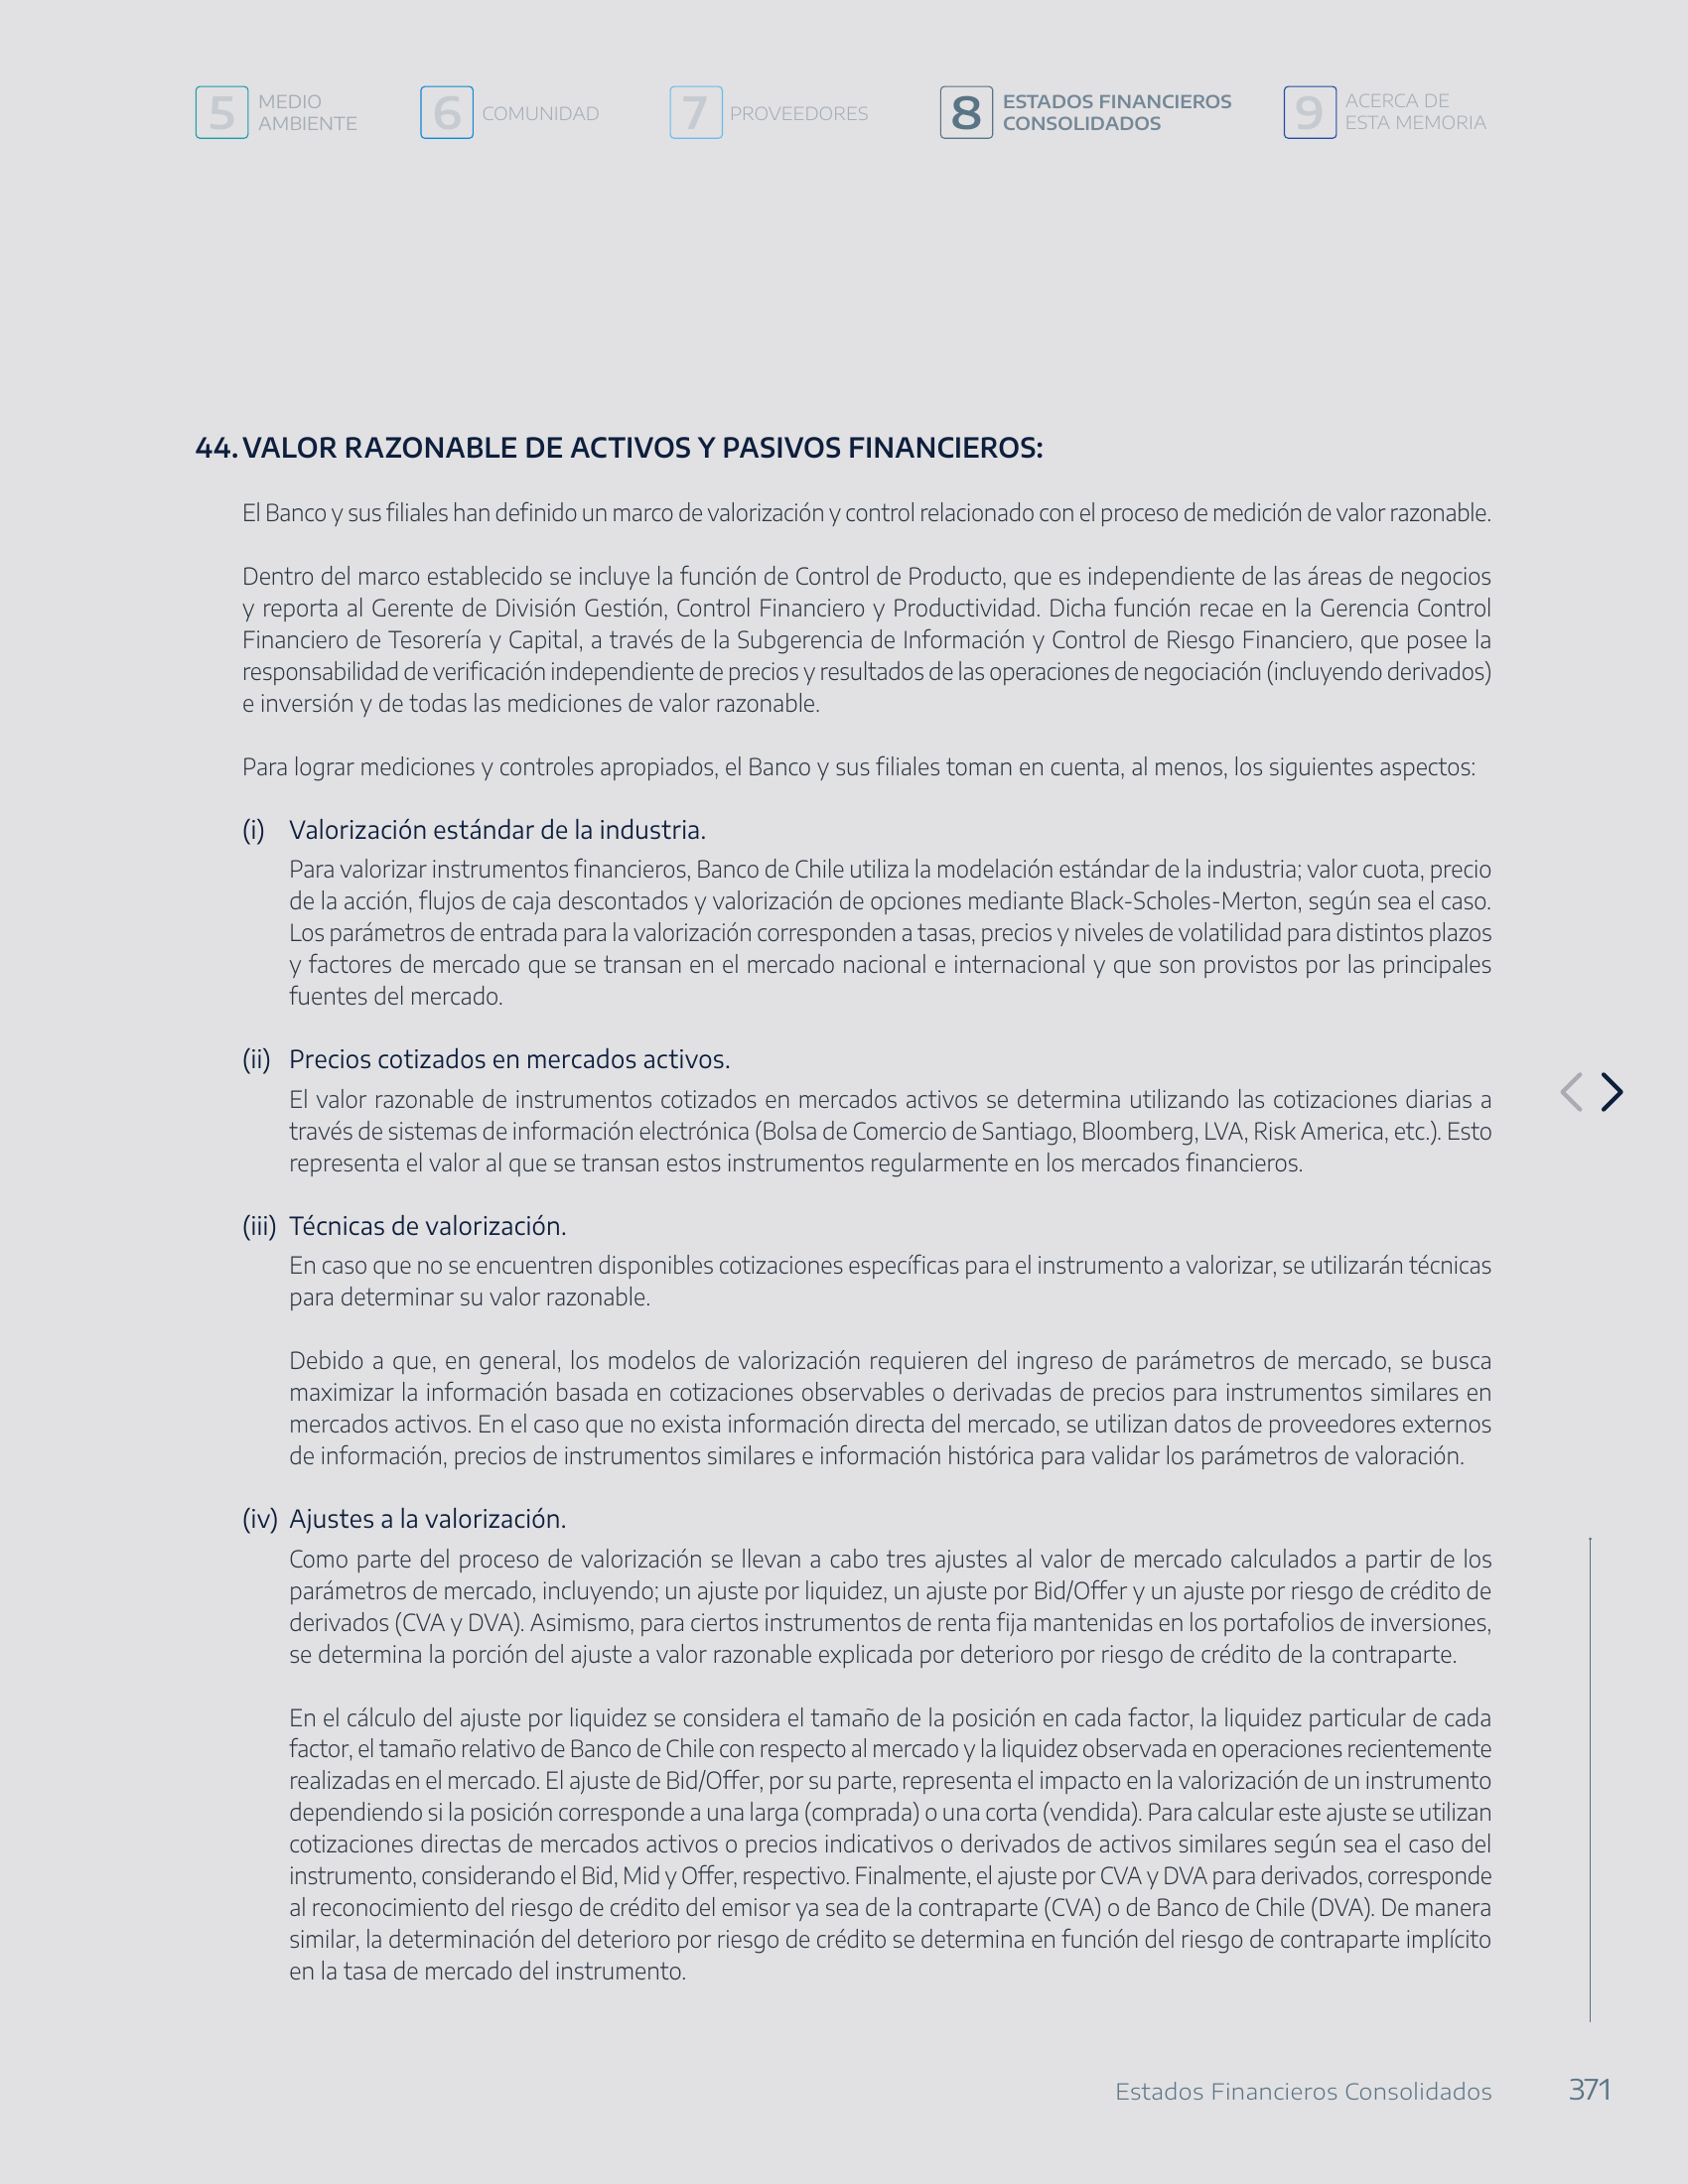 5 MEDIO AMBIENTE
6 COMUNIDAD
7 PROVEEDORES
8 ESTADOS FINANCIEROS CONSOLIDADOS
9 ACERCA DE ESTA MEMORIA
44. VALOR RAZONABLE DE ACTIVOS Y PASIVOS FINANCIEROS:
El Banco y sus filiales han definido un marco de valorización y control relacionado con el proceso de medición de valor razonable.
Dentro del marco establecido se incluye la función de Control de Producto, que es independiente de las áreas de negocios
y reporta al Gerente de División Gestión, Control Financiero y Productividad. Dicha función recae en la Gerencia Control
Financiero de Tesorería y Capital, a través de la Subgerencia de Información y Control de Riesgo Financiero, que posee la
responsabilidad de verificación independiente de precios y resultados de las operaciones de negociación (incluyendo derivados)
e inversión y de todas las mediciones de valor razonable.
Para lograr mediciones y controles apropiados, el Banco y sus filiales toman en cuenta, al menos, los siguientes aspectos:
(i) Valorización estándar de la industria.
Para valorizar instrumentos financieros, Banco de Chile utiliza la modelación estándar de la industria; valor cuota, precio
de la acción, flujos de caja descontados y valorización de opciones mediante Black-Scholes-Merton, según sea el caso.
Los parámetros de entrada para la valorización corresponden a tasas, precios y niveles de volatilidad para distintos plazos
y factores de mercado que se transan en el mercado nacional e internacional y que son provistos por las principales
fuentes del mercado.
(ii) Precios cotizados en mercados activos.
El valor razonable de instrumentos cotizados en mercados activos se determina utilizando las cotizaciones diarias a
través de sistemas de información electrónica (Bolsa de Comercio de Santiago, Bloomberg, LVA, Risk America, etc.). Esto
representa el valor al que se transan estos instrumentos regularmente en los mercados financieros.
(iii) Técnicas de valorización.
En caso que no se encuentren disponibles cotizaciones específicas para el instrumento a valorizar, se utilizarán técnicas
para determinar su valor razonable.
Debido a que, en general, los modelos de valorización requieren del ingreso de parámetros de mercado, se busca
maximizar la información basada en cotizaciones observables o derivadas de precios para instrumentos similares en
mercados activos. En el caso que no exista información directa del mercado, se utilizan datos de proveedores externos
de información, precios de instrumentos similares e información histórica para validar los parámetros de valoración.
(iv) Ajustes a la valorización.
Como parte del proceso de valorización se llevan a cabo tres ajustes al valor de mercado calculados a partir de los
parámetros de mercado, incluyendo; un ajuste por liquidez, un ajuste por Bid/Offer y un ajuste por riesgo de crédito de
derivados (CVA y DVA). Asimismo, para ciertos instrumentos de renta fija mantenidas en los portafolios de inversiones,
se determina la porción del ajuste a valor razonable explicada por deterioro por riesgo de crédito de la contraparte.
En el cálculo del ajuste por liquidez se considera el tamaño de la posición en cada factor, la liquidez particular de cada
factor, el tamaño relativo de Banco de Chile con respecto al mercado y la liquidez observada en operaciones recientemente
realizadas en el mercado. El ajuste de Bid/Offer, por su parte, representa el impacto en la valorización de un instrumento
dependiendo si la posición corresponde a una larga (comprada) o una corta (vendida). Para calcular este ajuste se utilizan
cotizaciones directas de mercados activos o precios indicativos o derivados de activos similares según sea el caso del
instrumento, considerando el Bid, Mid y Offer, respectivo. Finalmente, el ajuste por CVA y DVA para derivados, corresponde
al reconocimiento del riesgo de crédito del emisor ya sea de la contraparte (CVA) o de Banco de Chile (DVA). De manera
similar, la determinación del deterioro por riesgo de crédito se determina en función del riesgo de contraparte implícito
en la tasa de mercado del instrumento.
Estados Financieros Consolidados 371